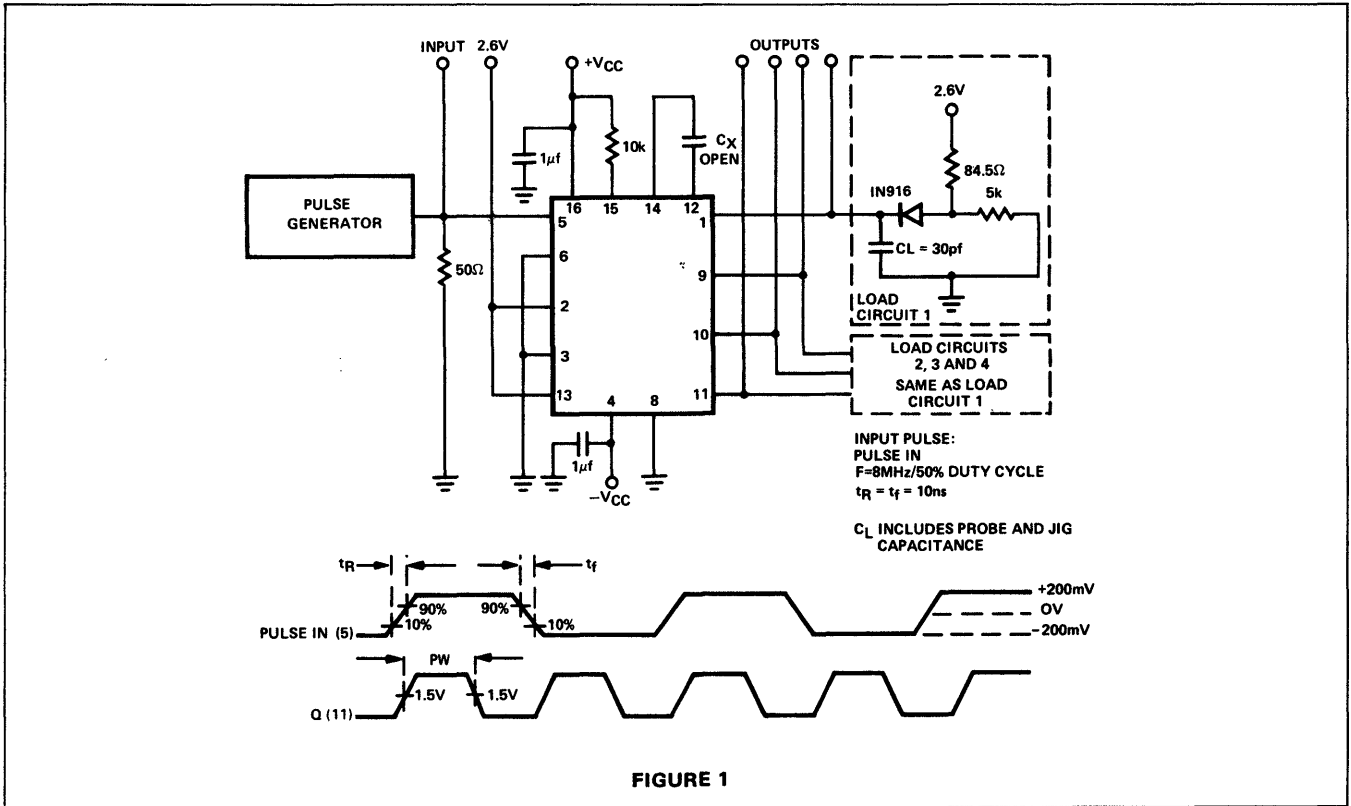 INPUT 2.6V
+VCC
OUTPUTS
2.6V
1µf
10k
CX
OPEN
84.5Ω
5k
IN916
CL = 30pf
LOAD
CIRCUIT 1
PULSE
GENERATOR
50Ω
16 15 14 12
5
6
2
3
13
4 8
1
9
10
11
1µf
−VCC
LOAD CIRCUITS
2, 3 AND 4
SAME AS LOAD
CIRCUIT 1
INPUT PULSE:
PULSE IN
F=8MHz/50% DUTY CYCLE
tR = tf = 10ns
CL INCLUDES PROBE AND JIG
CAPACITANCE
tR tf
90% 90%
10% 10%
PULSE IN (5)
+200mV
OV
−200mV
PW
1.5V 1.5V
Q (11)
FIGURE 1